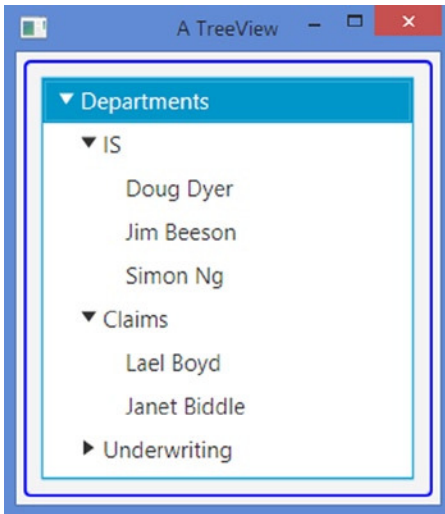 A TreeView
Departments
IS
Doug Dyer
Jim Beeson
Simon Ng
Claims
Lael Boyd
Janet Biddle
Underwriting